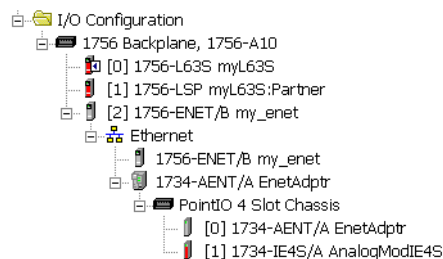 I/O Configuration
1756 Backplane, 1756-A10
[0] 1756-L63S myL63S
[1] 1756-LSP myL63S:Partner
[2] 1756-ENET/B my_enet
Ethernet
1756-ENET/B my_enet
1734-AENT/A EnetAdptr
PointIO 4 Slot Chassis
[0] 1734-AENT/A EnetAdptr
[1] 1734-IE4S/A AnalogModIE4S